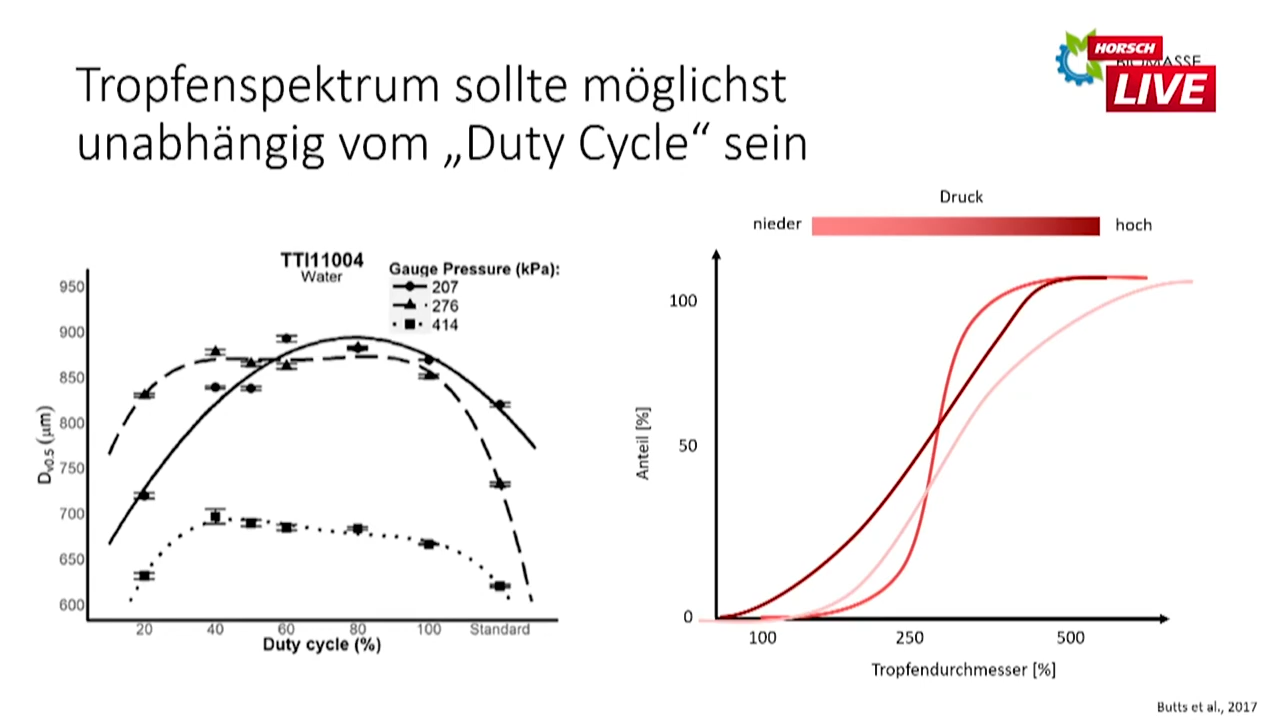 Tropfenspektrum sollte möglichst
unabhängig vom „Duty Cycle“ sein
HORSCH
LIVE
TTI11004
Water
Gauge Pressure (kPa):
207
276
414
950
900
850
800
750
700
650
600
Dv0.5 (µm)
20 40 60 80 100 Standard
Duty cycle (%)
Druck
nieder hoch
100
50
0
Anteil [%]
100 250 500
Tropfendurchmesser [%]
Butts et al., 2017